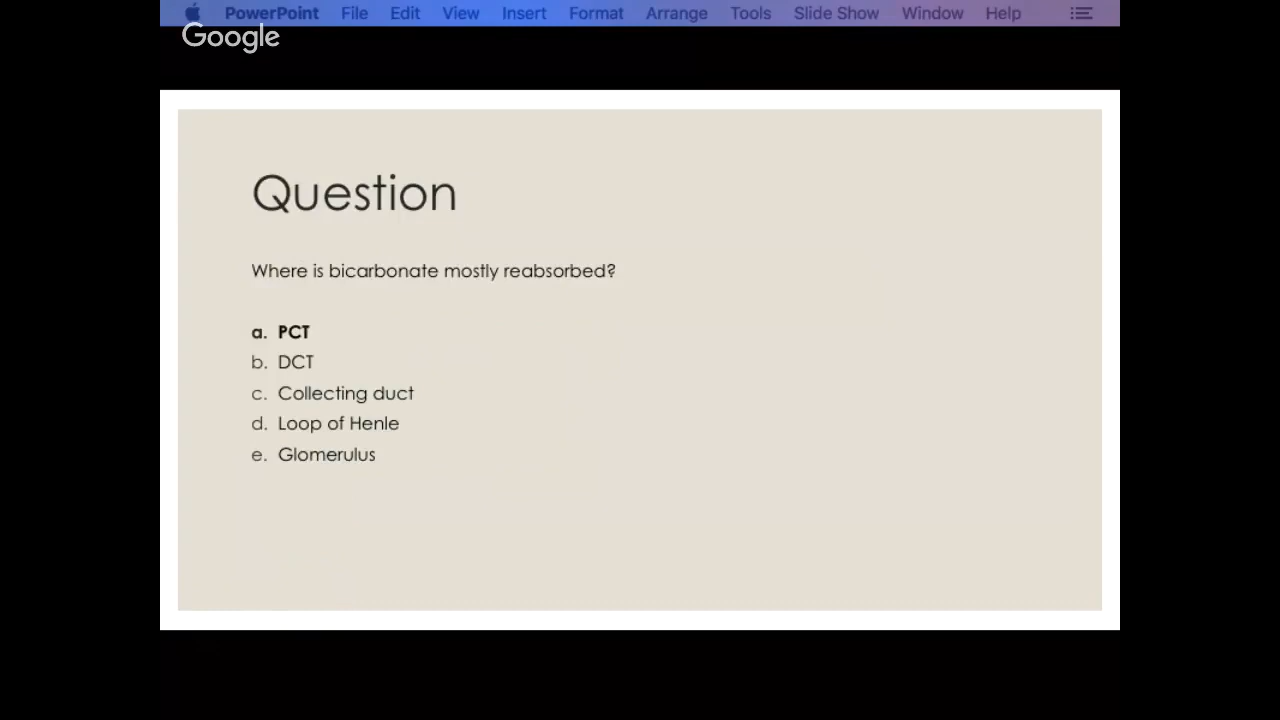 PowerPoint File Edit View Insert Format Arrange Tools Slide Show Window Help
Google
Question
Where is bicarbonate mostly reabsorbed?
a. PCT
b. DCT
c. Collecting duct
d. Loop of Henle
e. Glomerulus